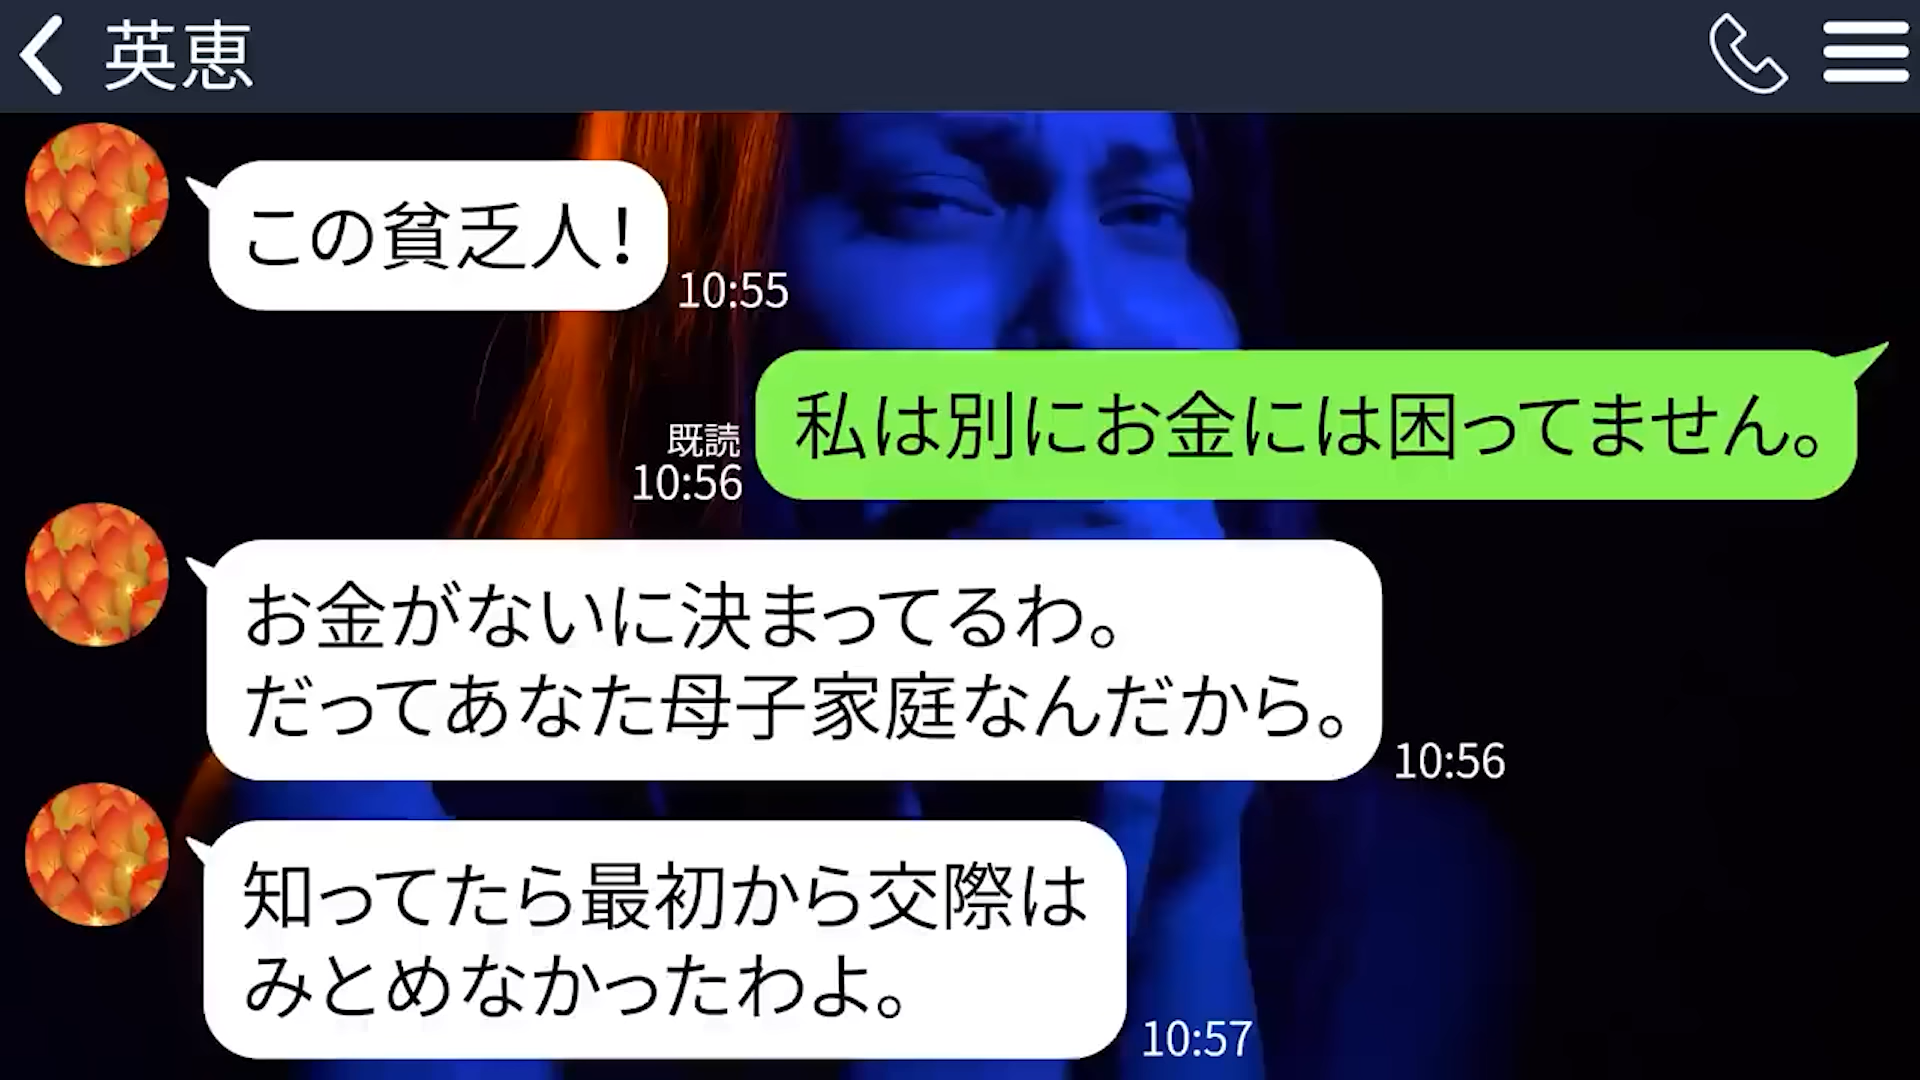 英恵
この貧乏人！
10:55
私は別にお金には困ってません。
既読
10:56
お金がないに決まってるわ。
だってあなた母子家庭なんだから。
10:56
知ってたら最初から交際は
みとめなかったわよ。
10:57